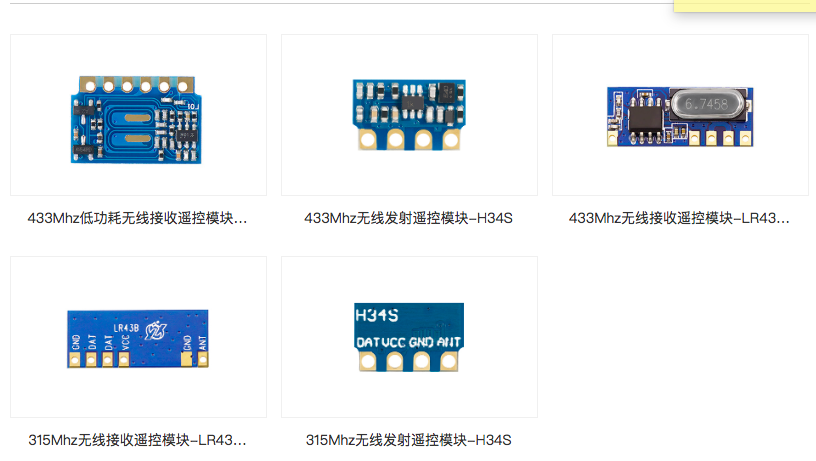 L01
6.7458
433Mhz低功耗无线接收遥控模块...
433Mhz无线发射遥控模块-H34S
433Mhz无线接收遥控模块-LR43...
LR43B
GND
DAT
DAT
VCC
GND
ANT
H34S
DAT VCC GND ANT
315Mhz无线接收遥控模块-LR43...
315Mhz无线发射遥控模块-H34S